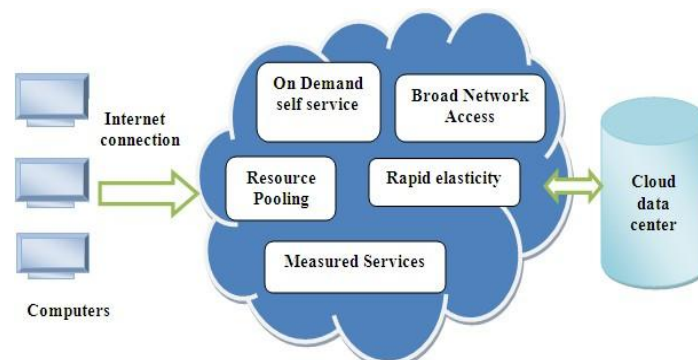 On Demand
self service
Broad Network
Access
Internet
connection
Resource
Pooling
Rapid elasticity
Cloud
data
center
Measured Services
Computers